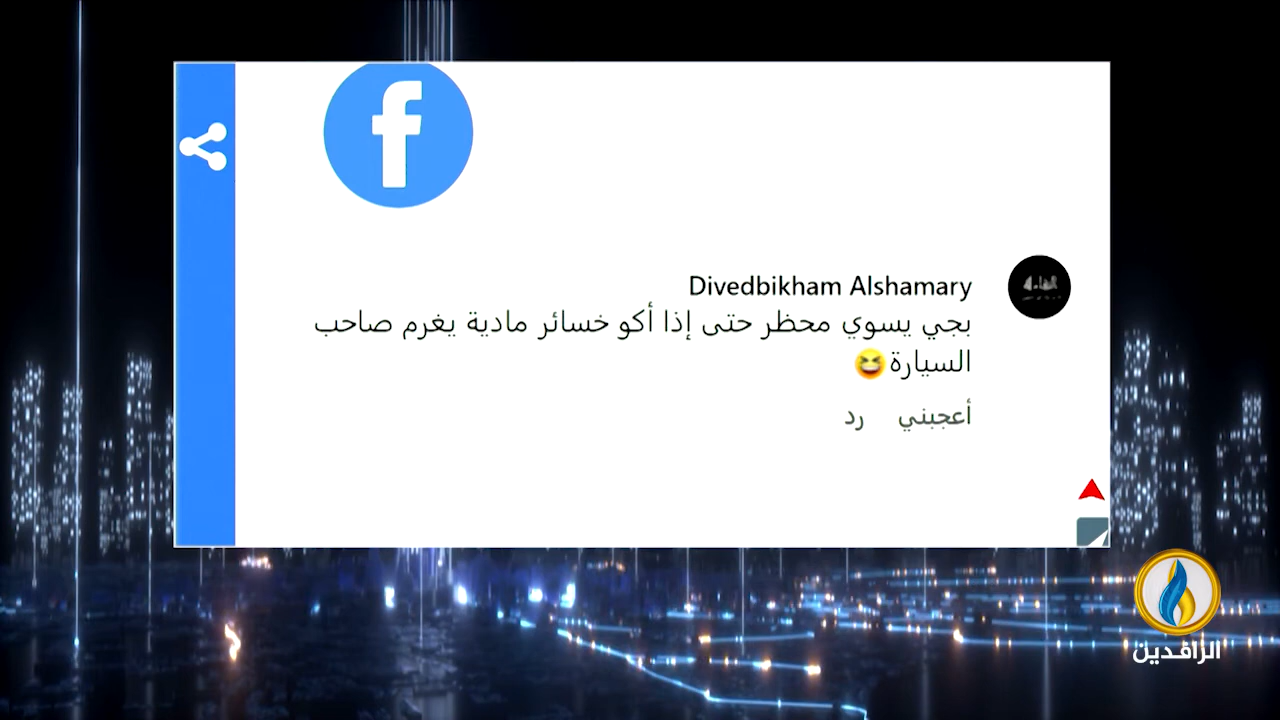 Divedbikham Alshamary
بجي يسوي محظر حتى إذا أكو خسائر مادية يغرم صاحب
السيارة😆
أعجبني رد
الرافدين